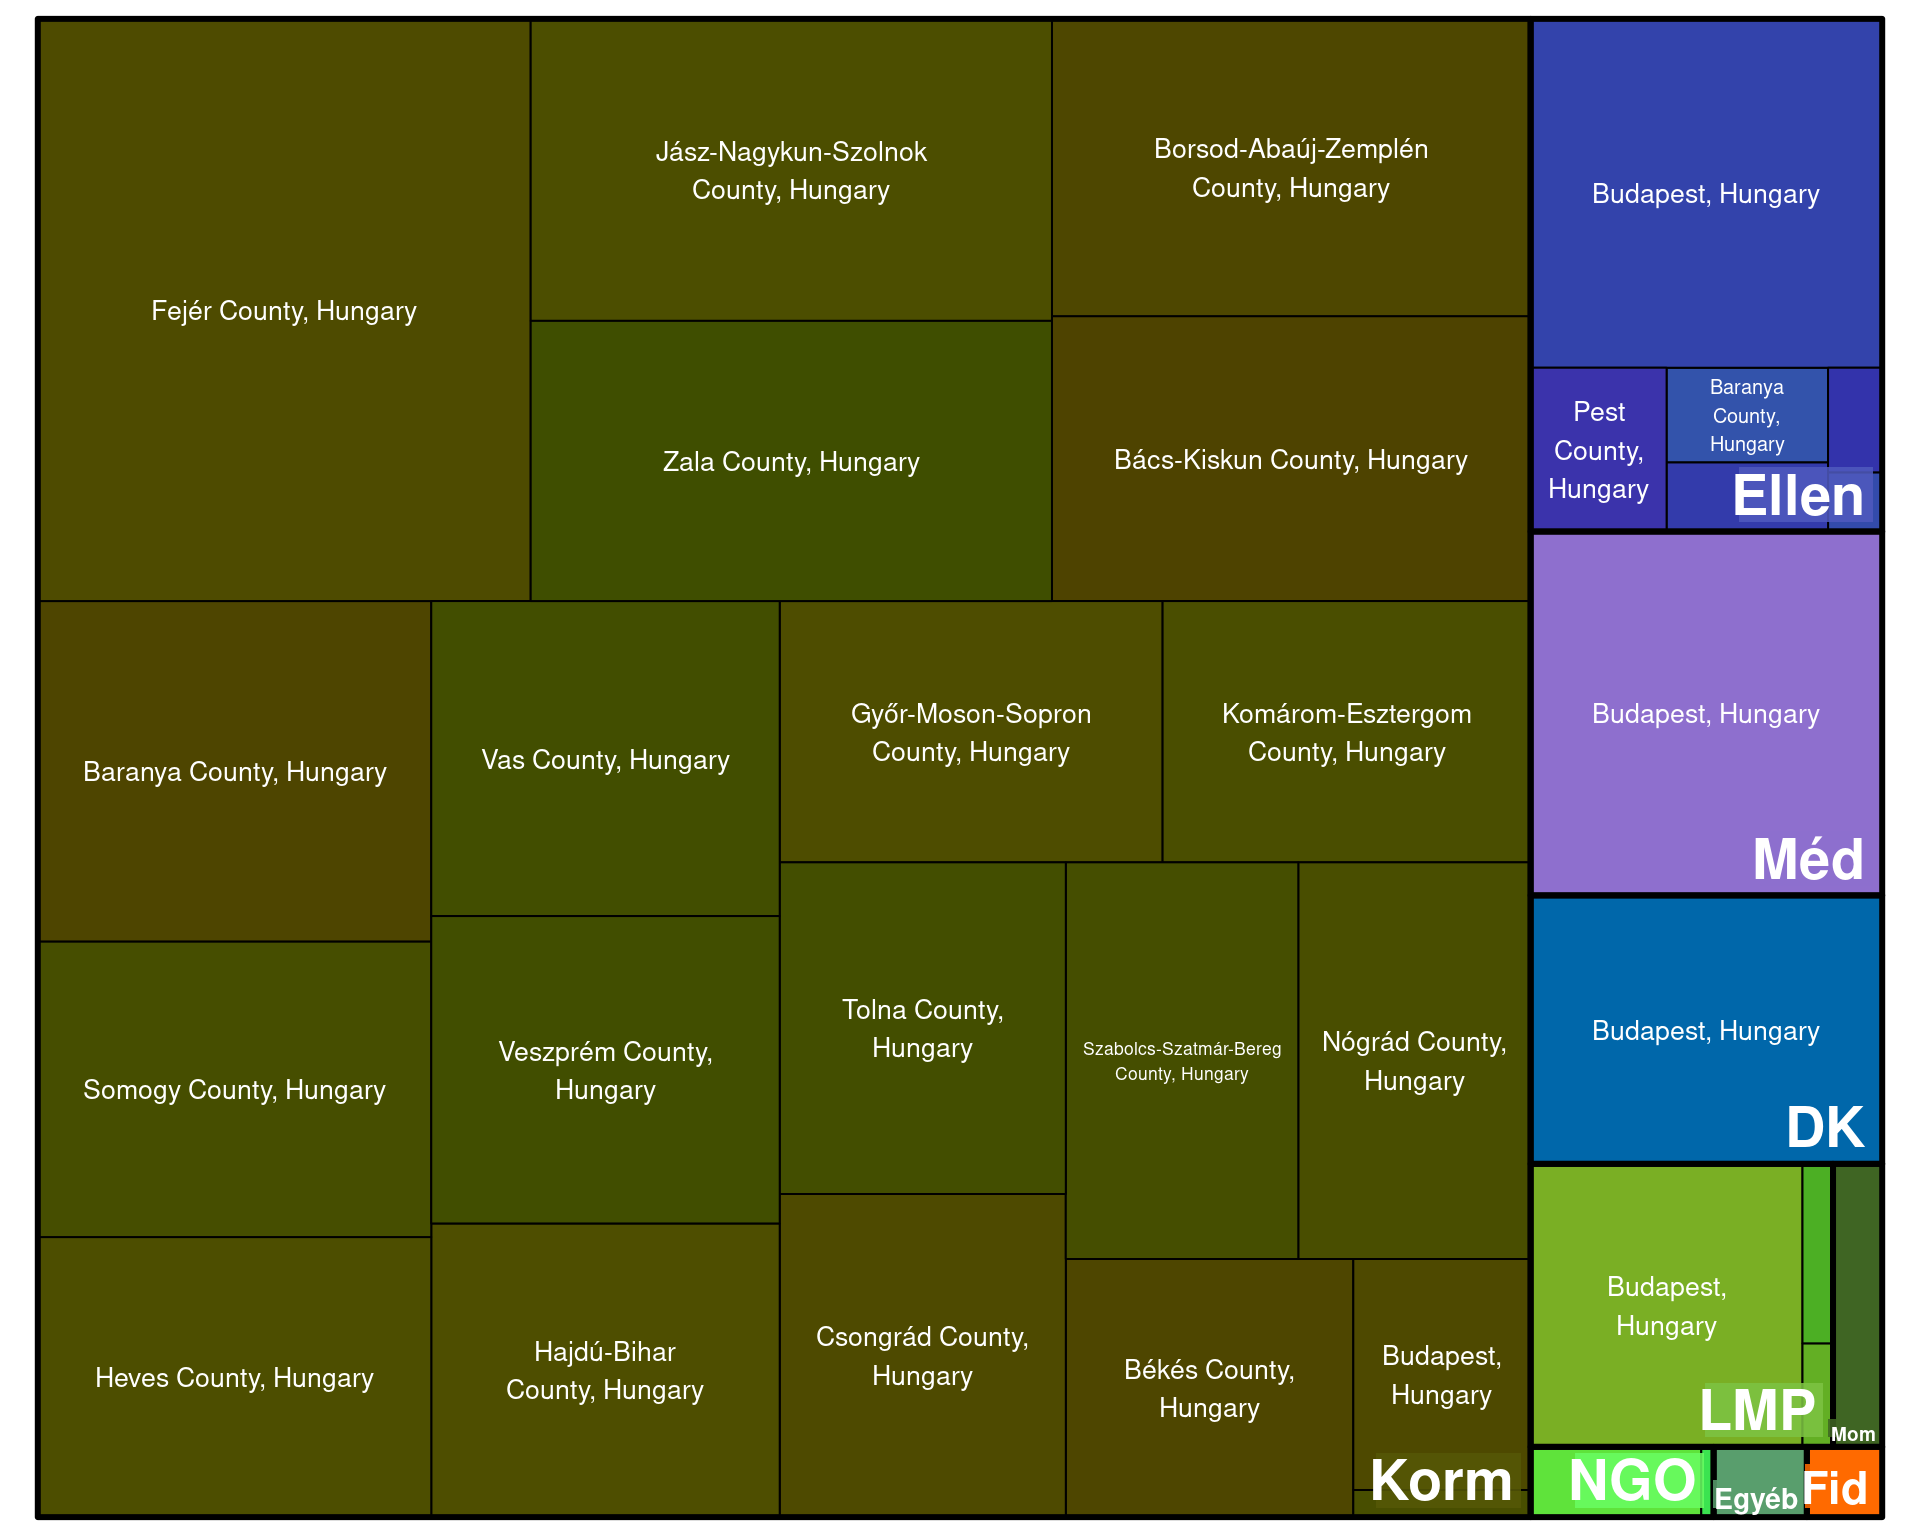 Fejér County, Hungary
Jász-Nagykun-Szolnok
County, Hungary
Borsod-Abaúj-Zemplén
County, Hungary
Zala County, Hungary
Bács-Kiskun County, Hungary
Baranya County, Hungary
Vas County, Hungary
Győr-Moson-Sopron
County, Hungary
Komárom-Esztergom
County, Hungary
Somogy County, Hungary
Veszprém County,
Hungary
Tolna County,
Hungary
Szabolcs-Szatmár-Bereg
County, Hungary
Nógrád County,
Hungary
Heves County, Hungary
Hajdú-Bihar
County, Hungary
Csongrád County,
Hungary
Békés County,
Hungary
Budapest,
Hungary
Korm
Budapest, Hungary
Pest
County,
Hungary
Baranya
County,
Hungary
Ellen
Budapest, Hungary
Méd
Budapest, Hungary
DK
Budapest,
Hungary
LMP
Mom
NGO
Egyéb
Fid